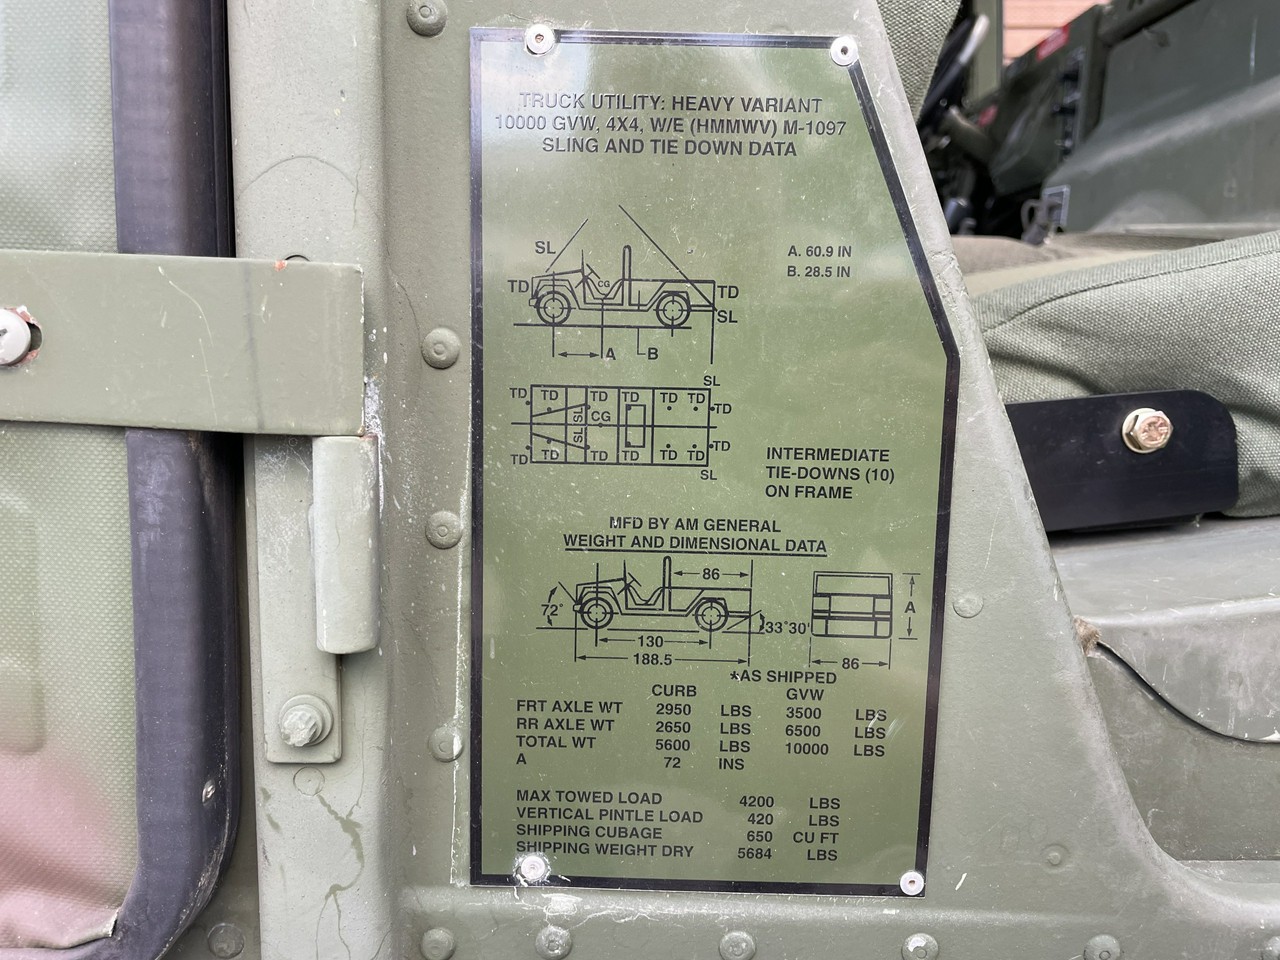 TRUCK UTILITY: HEAVY VARIANT
10000 GVW, 4X4, W/E (HMMWV) M-1097
SLING AND TIE DOWN DATA
SL
A. 60.9 IN
B. 28.5 IN
TD
CG
TD
SL
A
B
SL
TD TD TD TD TD TD
TD
SL
CG
SL
TD
TD TD TD TD TD TD
SL
INTERMEDIATE
TIE-DOWNS (10)
ON FRAME
MFD BY AM GENERAL
WEIGHT AND DIMENSIONAL DATA
86
72°
33°30'
A
130
188.5
86
*AS SHIPPED
CURB GVW
FRT AXLE WT 2950 LBS 3500 LBS
RR AXLE WT 2650 LBS 6500 LBS
TOTAL WT 5600 LBS 10000 LBS
A 72 INS
MAX TOWED LOAD 4200 LBS
VERTICAL PINTLE LOAD 420 LBS
SHIPPING CUBAGE 650 CU FT
SHIPPING WEIGHT DRY 5684 LBS